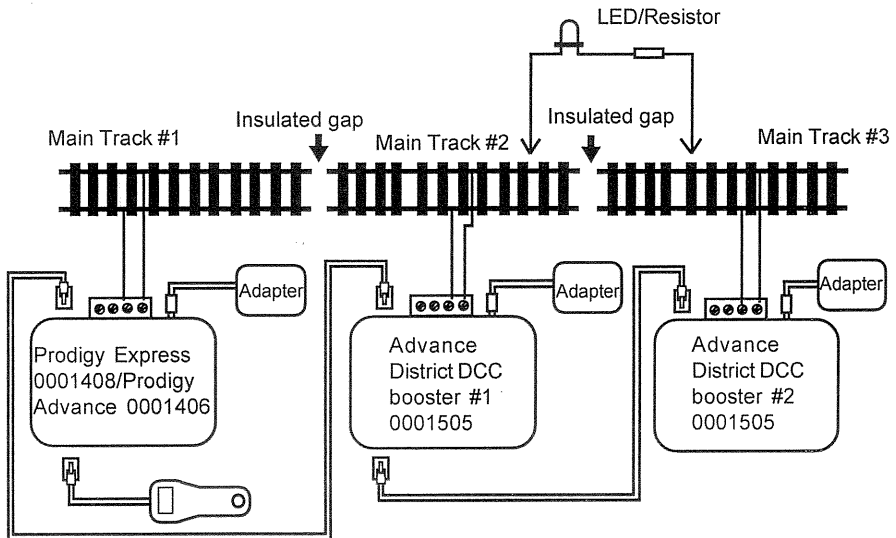 LED/Resistor
Insulated gap
Insulated gap
Main Track #1
Main Track #2
Main Track #3
Adapter
Adapter
Adapter
Prodigy Express
0001408/Prodigy
Advance 0001406
Advance
District DCC
booster #1
0001505
Advance
District DCC
booster #2
0001505